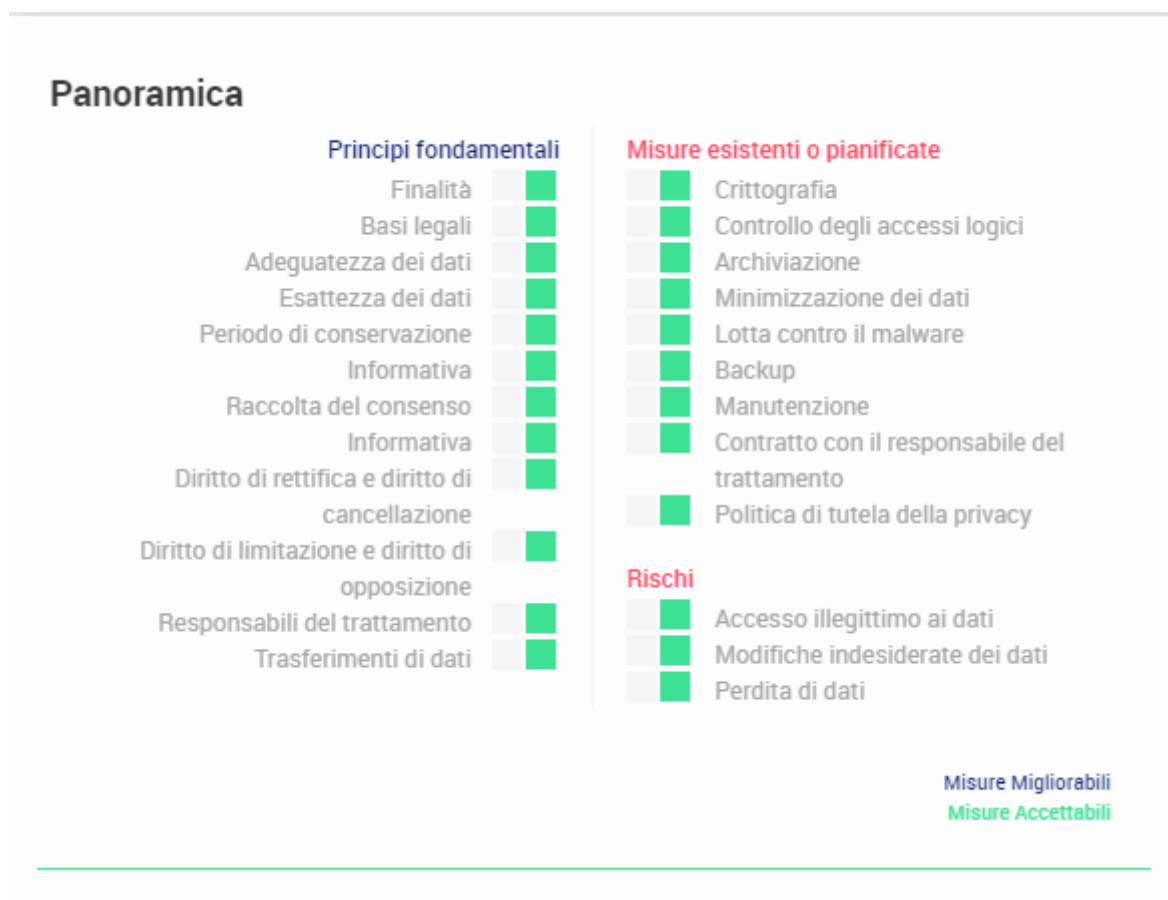 Panoramica
Principi fondamentali
Finalità
Basi legali
Adeguatezza dei dati
Esattezza dei dati
Periodo di conservazione
Informativa
Raccolta del consenso
Informativa
Diritto di rettifica e diritto di
cancellazione
Diritto di limitazione e diritto di
opposizione
Responsabili del trattamento
Trasferimenti di dati
Misure esistenti o pianificate
Crittografia
Controllo degli accessi logici
Archiviazione
Minimizzazione dei dati
Lotta contro il malware
Backup
Manutenzione
Contratto con il responsabile del
trattamento
Politica di tutela della privacy
Rischi
Accesso illegittimo ai dati
Modifiche indesiderate dei dati
Perdita di dati
Misure Migliorabili
Misure Accettabili